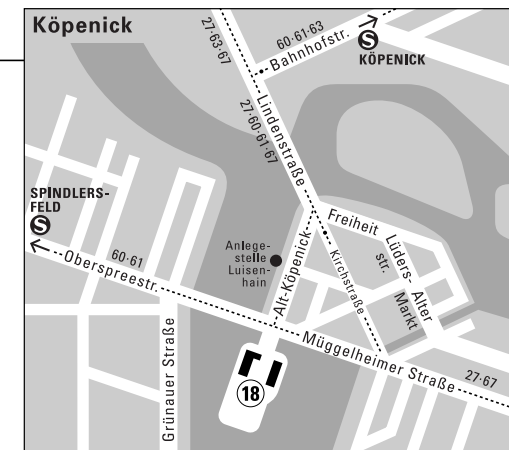 Köpenick
27·63·67
60·61·63
Bahnhofstr.
S
KÖPENICK
Lindenstraße
27·60·61·67
SPINDLERS-
FELD
S
60·61
Oberspreestr.
Anlege-
stelle
Luisen-
hain
Alt-Köpenick
Freiheit
Kirchstraße
Lüders-
str.
Alter
Markt
Müggelheimer Straße
27·67
Grünauer Straße
18